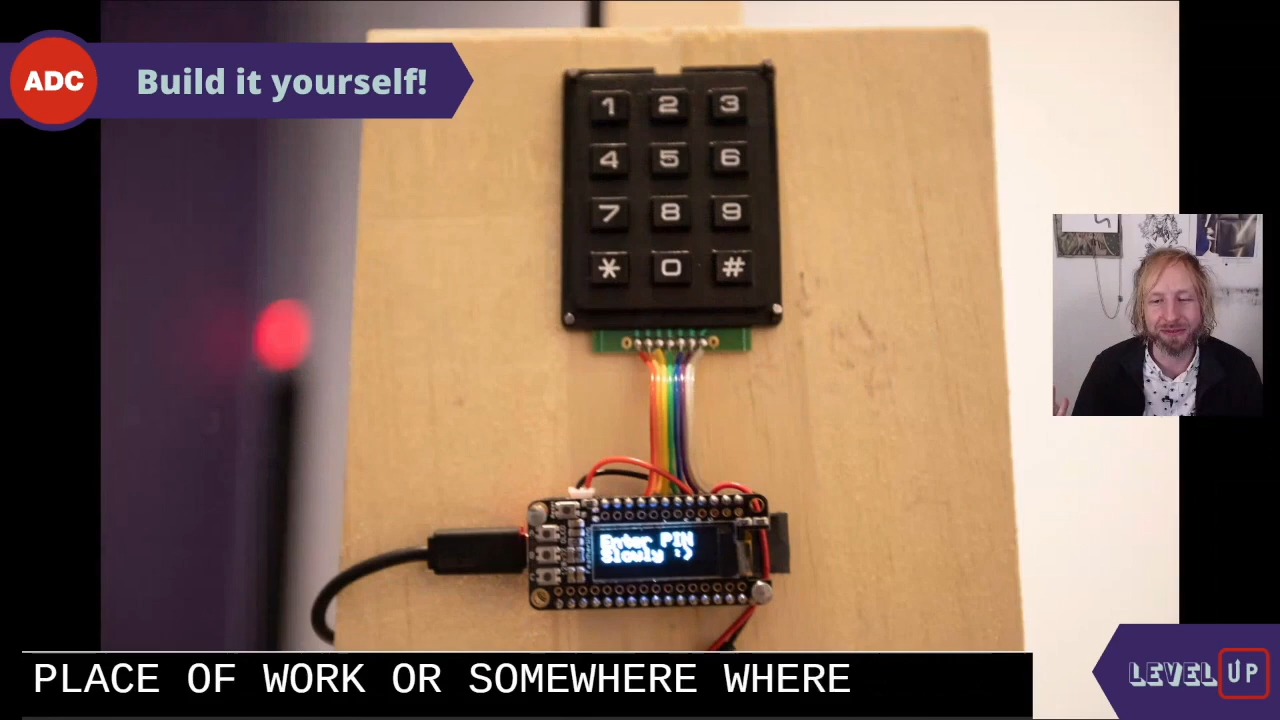 ADC
Build it yourself!
1 2 3
4 5 6
7 8 9
* 0 #
Enter PIN
Slowly :)
PLACE OF WORK OR SOMEWHERE WHERE
LEVEL UP